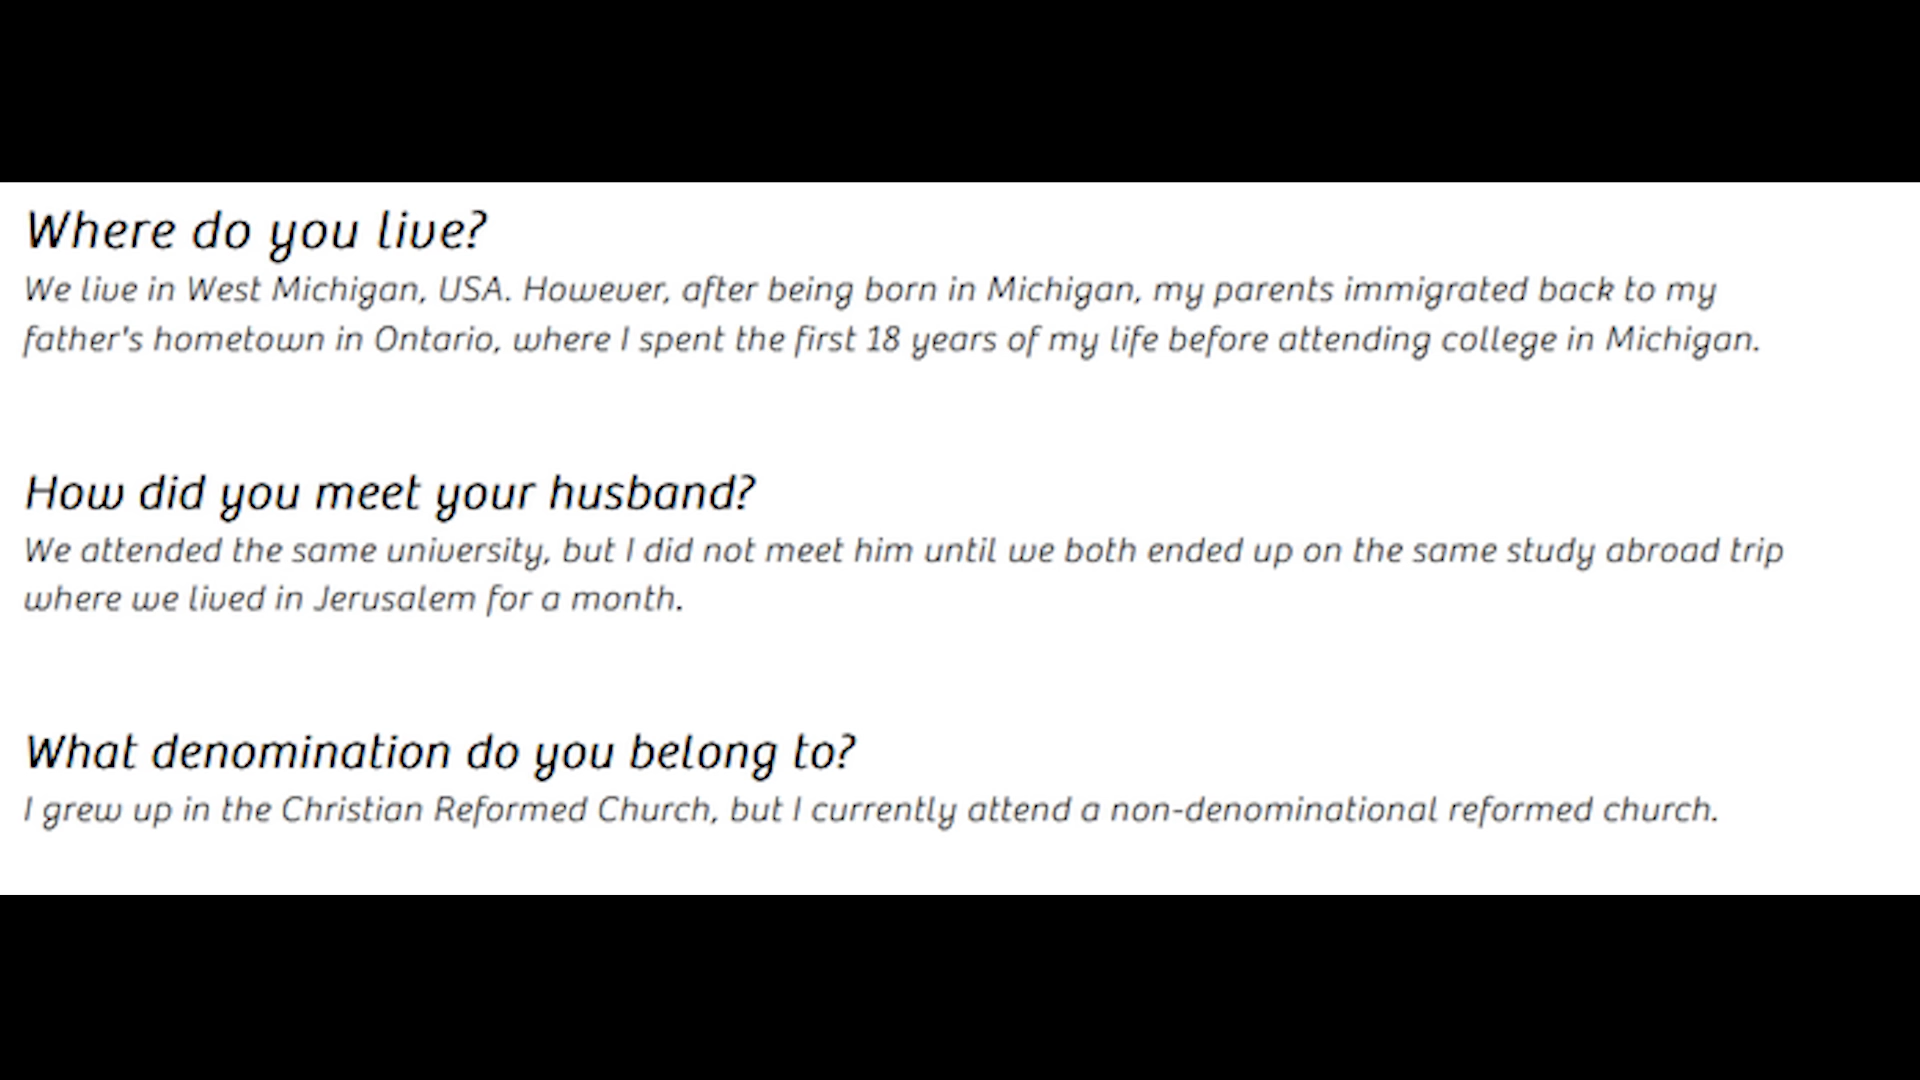 Where do you live?
We live in West Michigan, USA. However, after being born in Michigan, my parents immigrated back to my
father's hometown in Ontario, where I spent the first 18 years of my life before attending college in Michigan.
How did you meet your husband?
We attended the same university, but I did not meet him until we both ended up on the same study abroad trip
where we lived in Jerusalem for a month.
What denomination do you belong to?
I grew up in the Christian Reformed Church, but I currently attend a non-denominational reformed church.